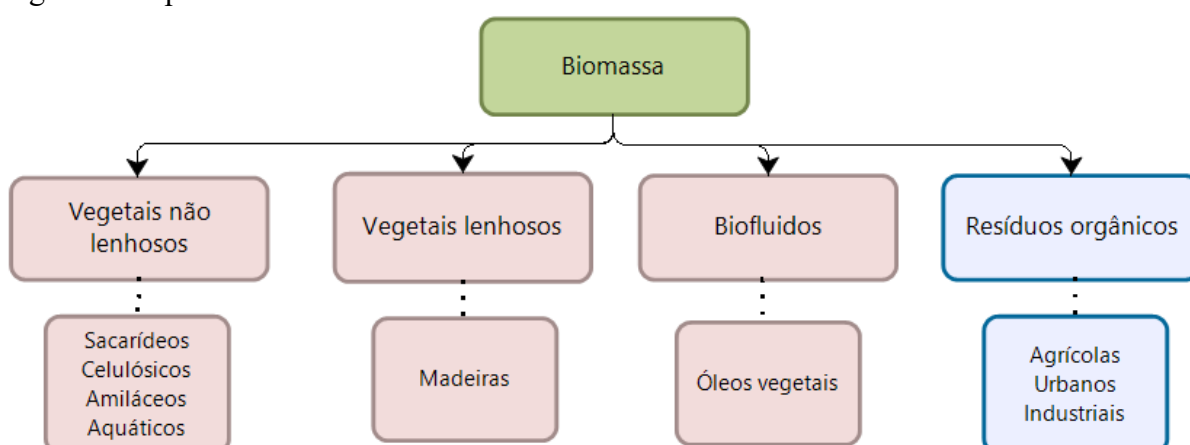 Biomassa
Vegetais não
lenhosos
Vegetais lenhosos
Biofluidos
Resíduos orgânicos
Sacarídeos
Celulósicos
Amiláceos
Aquáticos
Madeiras
Óleos vegetais
Agrícolas
Urbanos
Industriais